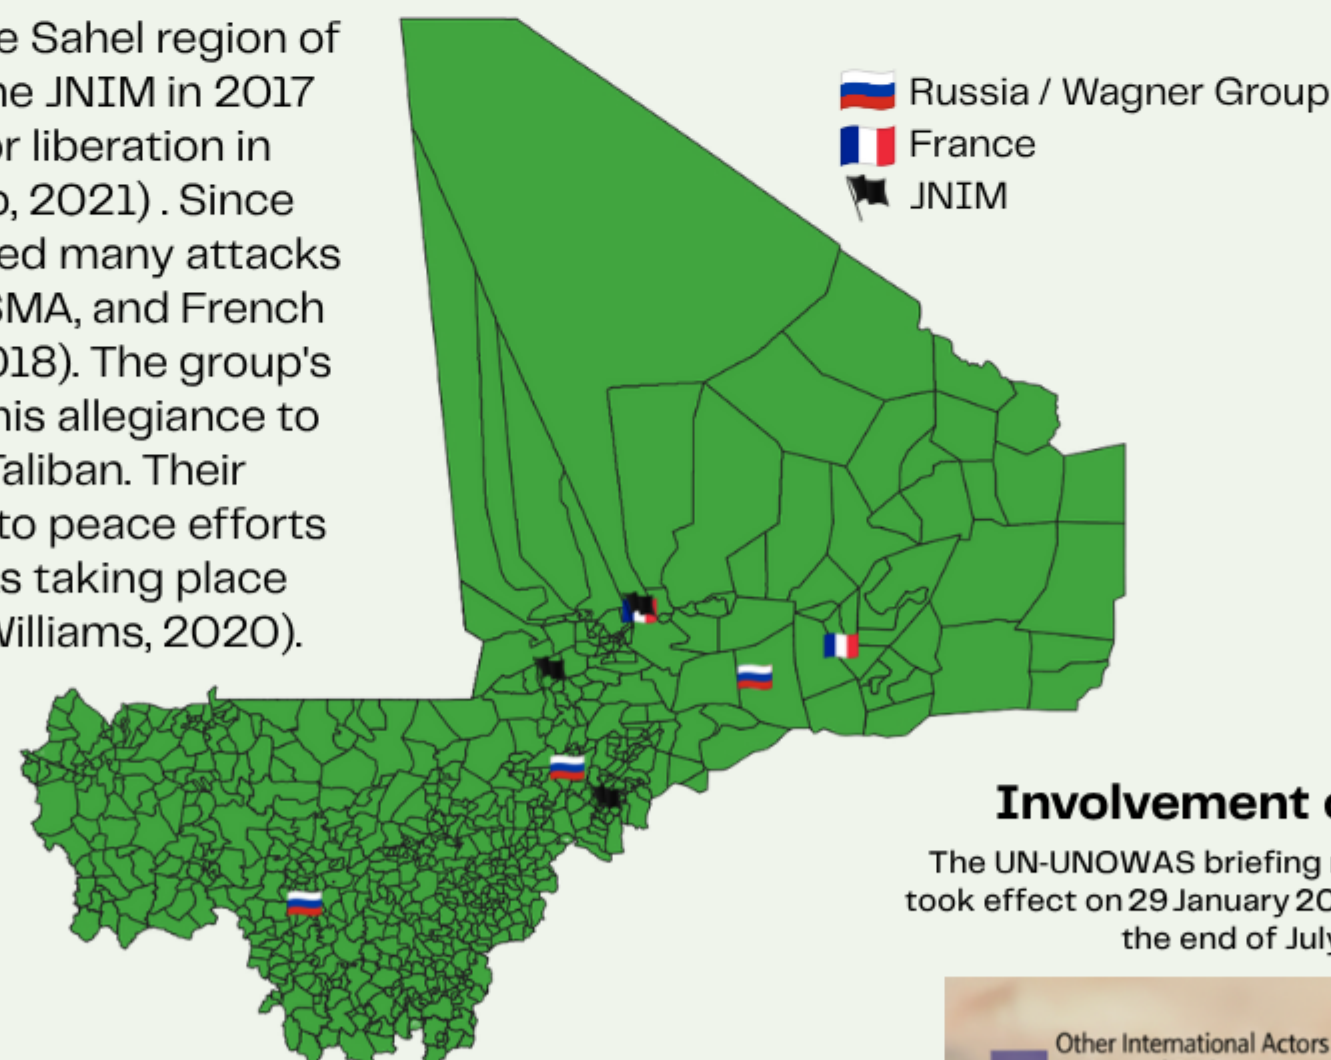 e Sahel region of
he JNIM in 2017
or liberation in
o, 2021) . Since
ed many attacks
SMA, and French
018). The group's
his allegiance to
Taliban. Their
to peace efforts
s taking place
Williams, 2020).
Russia / Wagner Group
France
JNIM
Involvement
The UN-UNOWAS briefing
took effect on 29 January 20
the end of July
Other International Actors